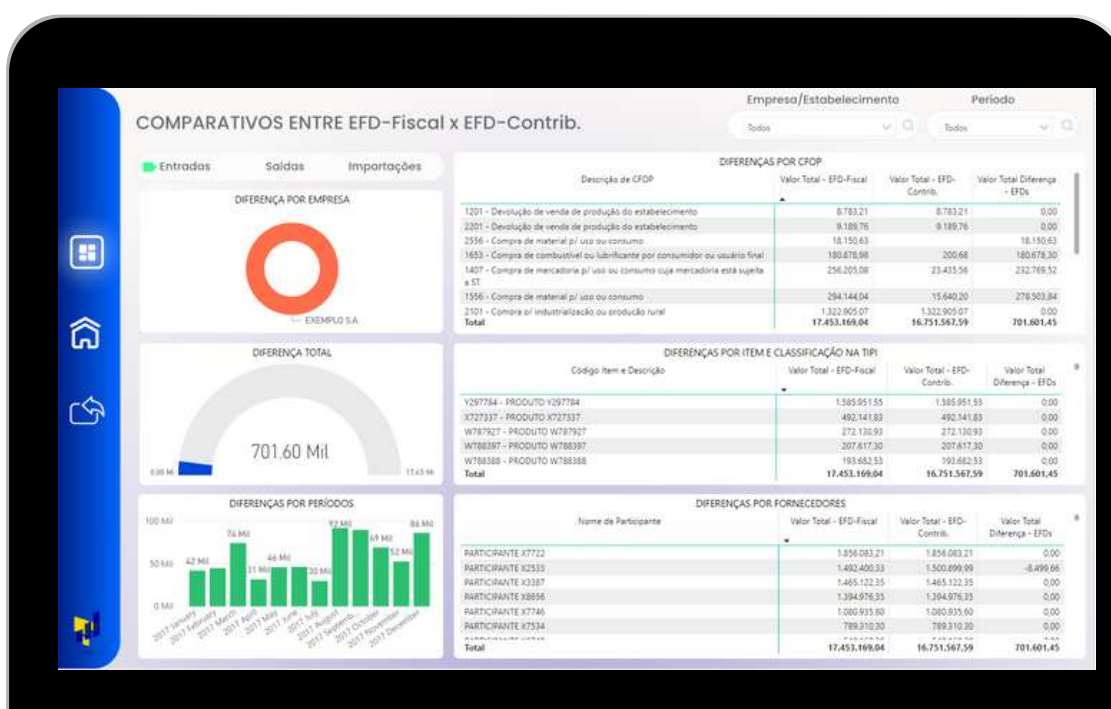 COMPARATIVOS ENTRE EFD-Fiscal x EFD-Contrib.
Empresa/Estabelecimento
Período
Todos
Todos
Entradas
Saídas
Importações
DIFERENÇA POR EMPRESA
EXEMPLO S.A
DIFERENÇA TOTAL
701,60 Mil
0,00 Mi
17,45 Mi
DIFERENÇAS POR PERÍODOS
100 Mil
50 Mil
0 Mil
42 Mil
74 Mil
31 Mil
46 Mil
30 Mil
92 Mil
69 Mil
52 Mil
86 Mil
2017 January
2017 February
2017 March
2017 April
2017 May
2017 June
2017 July
2017 August
2017 Septemb...
2017 October
2017 November
2017 December
DIFERENÇAS POR CFOP
Descrição de CFOP Valor Total - EFD-Fiscal Valor Total - EFD- Valor Total Diferença
Contrib. - EFDs
1201 - Devolução de venda de produção do estabelecimento 8.783,21 8.783,21 0,00
2201 - Devolução de venda de produção do estabelecimento 9.189,76 9.189,76 0,00
2556 - Compra de material p/ uso ou consumo 18.150,63 18.150,63
1653 - Compra de combustível ou lubrificante por consumidor ou usuário final 180.878,98 200,68 180.678,30
1407 - Compra de mercadoria p/ uso ou consumo cuja mercadoria está sujeita 256.205,08 23.435,56 232.769,52
a ST
1556 - Compra de material p/ uso ou consumo 294.144,04 15.640,20 278.503,84
2101 - Compra p/ industrialização ou produção rural 1.322.905,07 1.322.905,07 0,00
Total 17.453.169,04 16.751.567,59 701.601,45
DIFERENÇAS POR ITEM E CLASSIFICAÇÃO NA TIPI
Código Item e Descrição Valor Total - EFD-Fiscal Valor Total - EFD- Valor Total
Contrib. Diferença - EFDs
Y297784 - PRODUTO Y297784 1.585.951,55 1.585.951,55 0,00
X727337 - PRODUTO X727337 492.141,83 492.141,83 0,00
W787927 - PRODUTO W787927 272.130,93 272.130,93 0,00
W788397 - PRODUTO W788397 207.617,30 207.617,30 0,00
W788388 - PRODUTO W788388 193.682,53 193.682,53 0,00
Total 17.453.169,04 16.751.567,59 701.601,45
DIFERENÇAS POR FORNECEDORES
Nome de Participante Valor Total - EFD-Fiscal Valor Total - EFD- Valor Total
Contrib. Diferença - EFDs
PARTICIPANTE X7722 1.856.083,21 1.856.083,21 0,00
PARTICIPANTE X2533 1.492.400,33 1.500.899,99 -8.499,66
PARTICIPANTE X3387 1.465.122,35 1.465.122,35 0,00
PARTICIPANTE X8656 1.394.976,35 1.394.976,35 0,00
PARTICIPANTE X7746 1.080.935,60 1.080.935,60 0,00
PARTICIPANTE X7534 789.310,30 789.310,30 0,00
Total 17.453.169,04 16.751.567,59 701.601,45